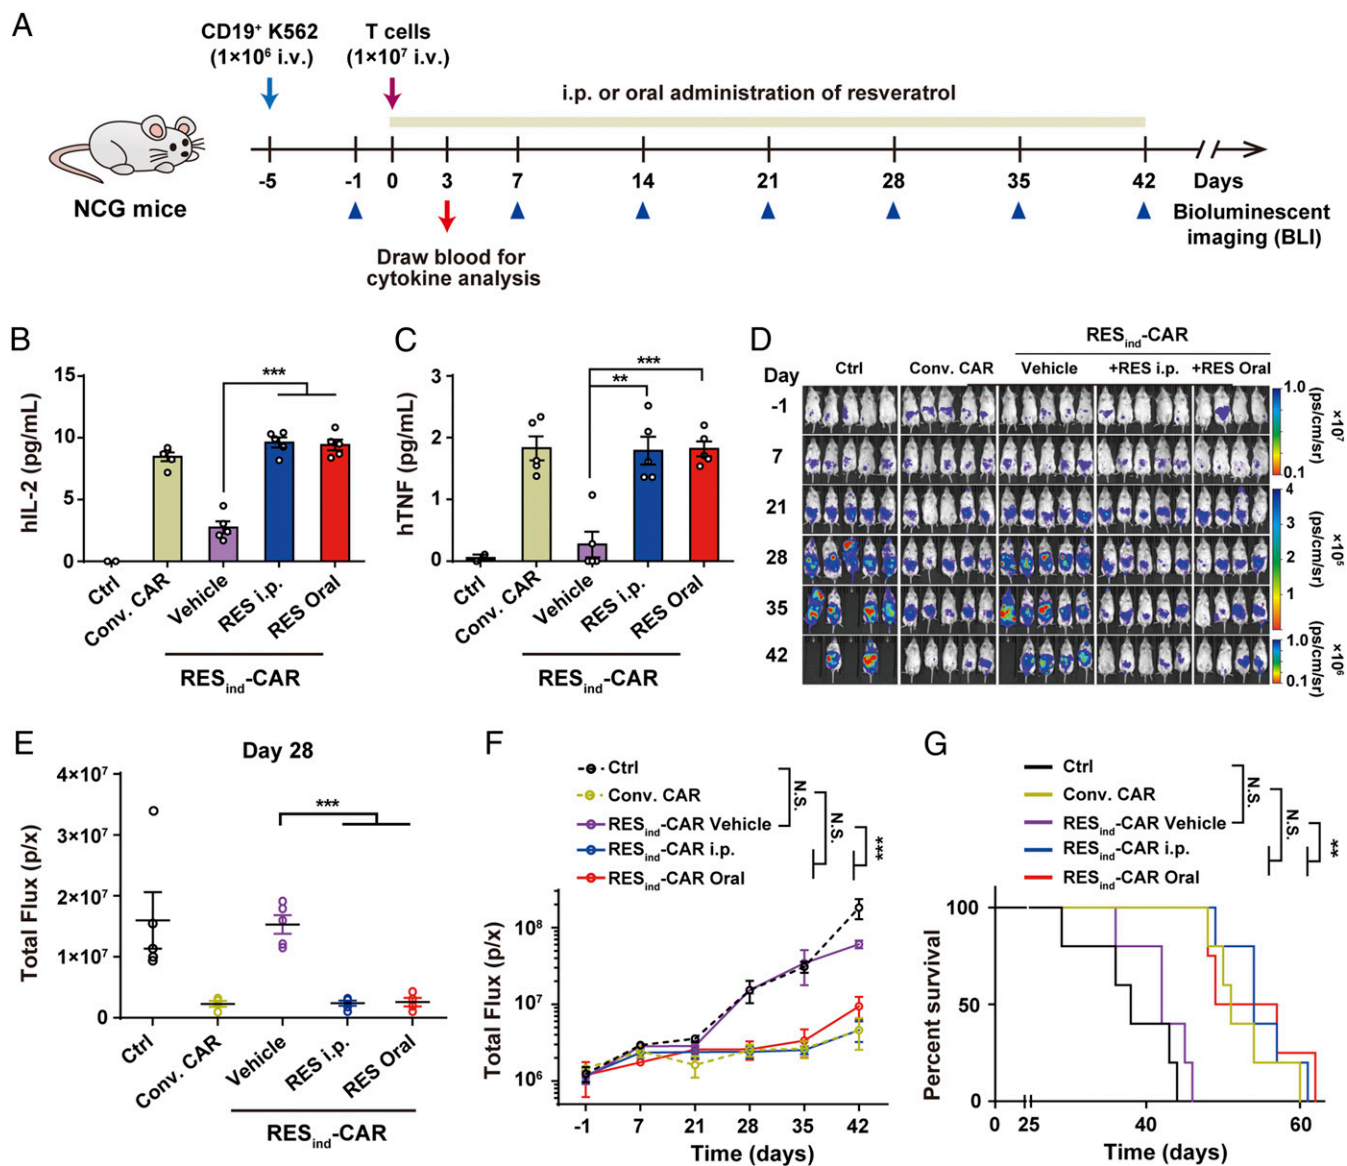 A
CD19⁺ K562
(1×10⁶ i.v.)
T cells
(1×10⁷ i.v.)
i.p. or oral administration of resveratrol
NCG mice
-5 -1 0 3 7 14 21 28 35 42 Days
Draw blood for
cytokine analysis
Bioluminescent
imaging (BLI)
B
hIL-2 (pg/mL)
15
10
5
0
***
Ctrl
Conv. CAR
Vehicle
RES i.p.
RES Oral
RESind-CAR
C
hTNF (pg/mL)
3
2
1
0
***
**
Ctrl
Conv. CAR
Vehicle
RES i.p.
RES Oral
RESind-CAR
D
RESind-CAR
Day
Ctrl
Conv. CAR
Vehicle
+RES i.p.
+RES Oral
-1
7
21
28
35
42
1.0
0.1
(ps/cm/sr)
×10⁷
4
3
2
1
(ps/cm/sr)
×10⁵
1.0
0.1
(ps/cm/sr)
×10⁶
E
Day 28
Total Flux (p/x)
4×10⁷
3×10⁷
2×10⁷
1×10⁷
0
***
Ctrl
Conv. CAR
Vehicle
RES i.p.
RES Oral
RESind-CAR
F
Ctrl
Conv. CAR
RESind-CAR Vehicle
RESind-CAR i.p.
RESind-CAR Oral
N.S.
N.S.
***
Total Flux (p/x)
10⁸
10⁷
10⁶
-1 7 21 28 35 42
Time (days)
G
Ctrl
Conv. CAR
RESind-CAR Vehicle
RESind-CAR i.p.
RESind-CAR Oral
N.S.
N.S.
**
Percent survival
100
50
0
0 25 40 60
Time (days)